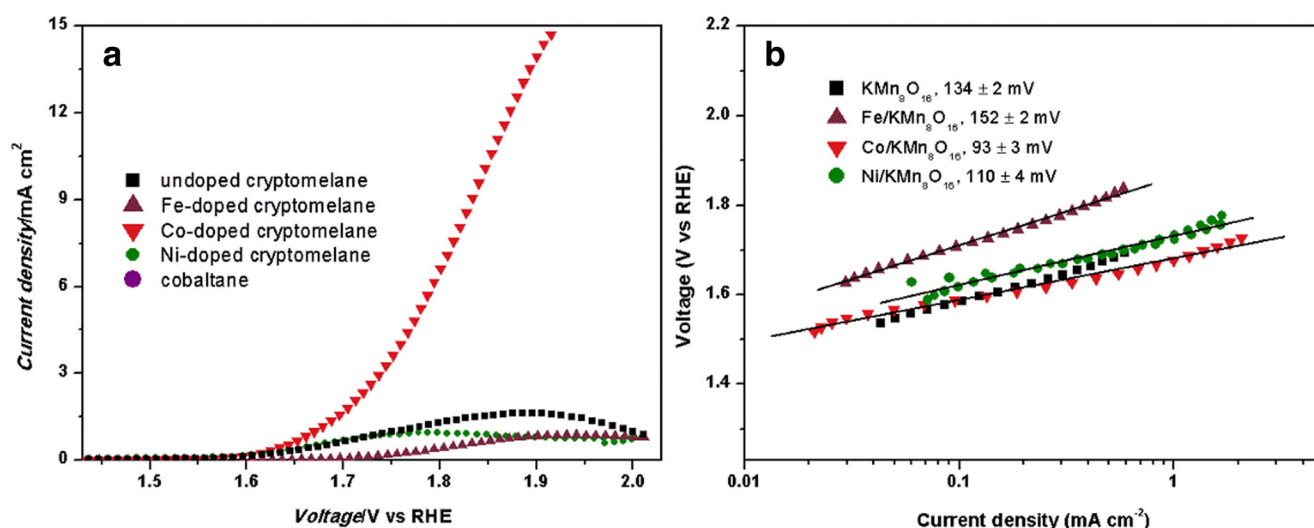 a
15
12
9
6
3
0
Current density/mA cm²
undoped cryptomelane
Fe-doped cryptomelane
Co-doped cryptomelane
Ni-doped cryptomelane
cobaltane
1.5 1.6 1.7 1.8 1.9 2.0
Voltage/V vs RHE
b
2.2
2.0
1.8
1.6
1.4
Voltage (V vs RHE)
KMn₈O₁₆, 134 ± 2 mV
Fe/KMn₈O₁₆, 152 ± 2 mV
Co/KMn₈O₁₆, 93 ± 3 mV
Ni/KMn₈O₁₆, 110 ± 4 mV
0.01 0.1 1
Current density (mA cm⁻²)